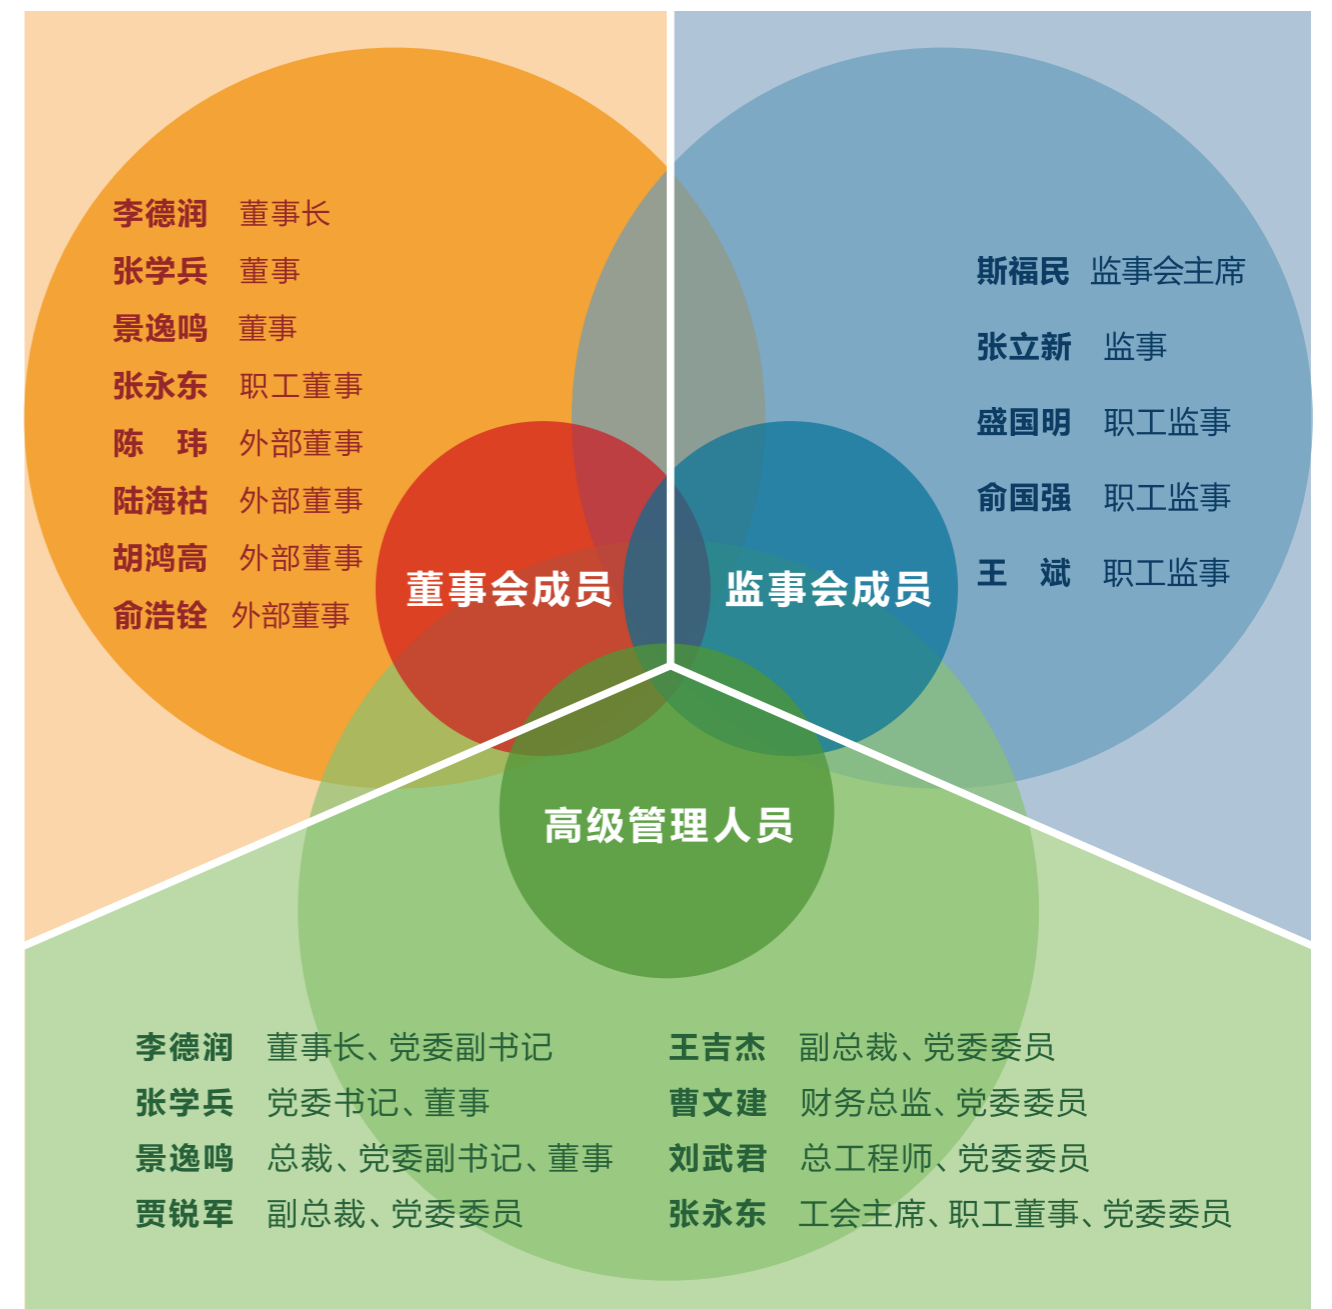 李德润 董事长
张学兵 董事
景逸鸣 董事
张永东 职工董事
陈 玮 外部董事
陆海祜 外部董事
胡鸿高 外部董事
俞浩铨 外部董事
董事会成员
斯福民 监事会主席
张立新 监事
盛国明 职工监事
俞国强 职工监事
王 斌 职工监事
监事会成员
高级管理人员
李德润 董事长、党委副书记
张学兵 党委书记、董事
景逸鸣 总裁、党委副书记、董事
贾锐军 副总裁、党委委员
王吉杰 副总裁、党委委员
曹文建 财务总监、党委委员
刘武君 总工程师、党委委员
张永东 工会主席、职工董事、党委委员